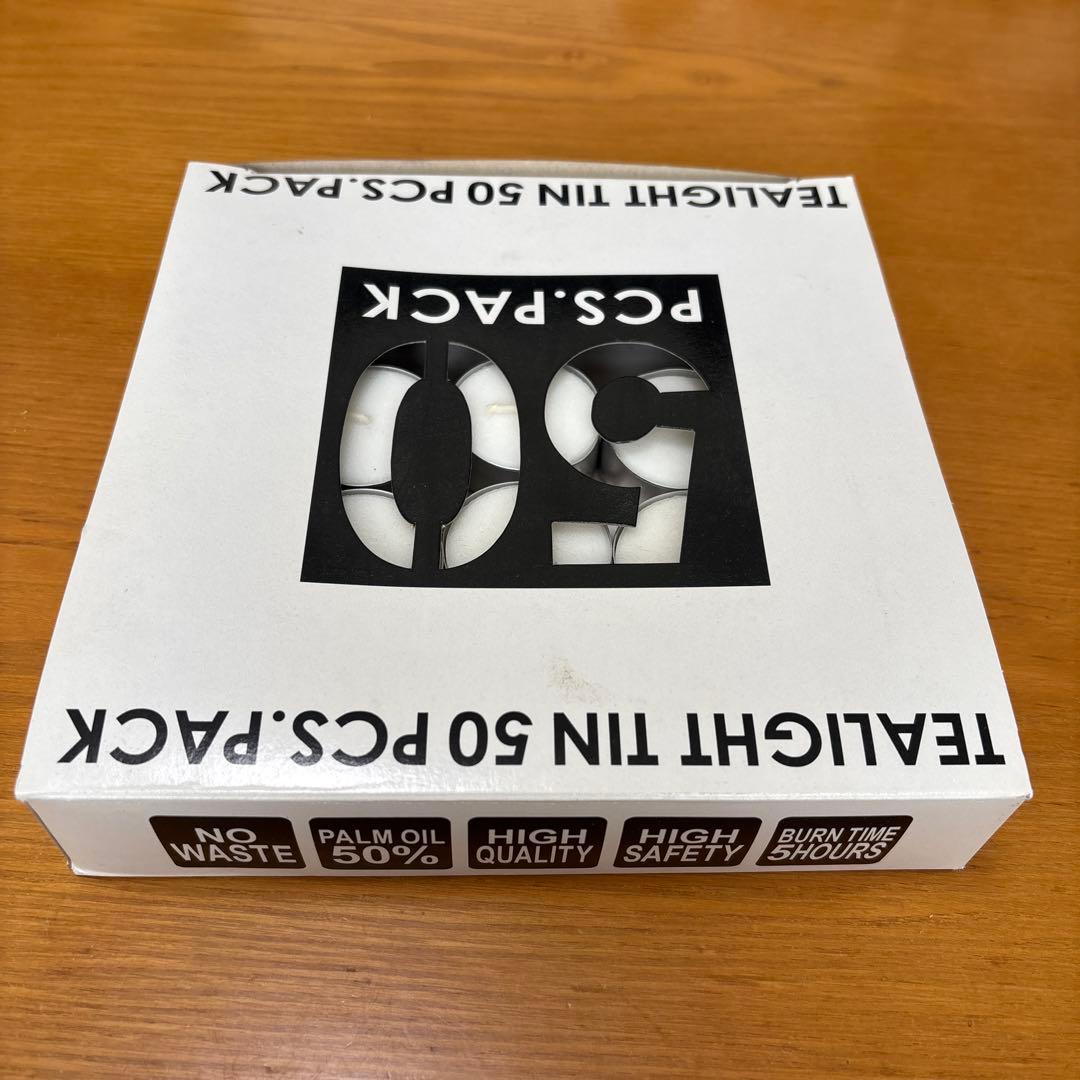 TEALIGHT TIN 50 PCS.PACK
50
PCS.PACK
TEALIGHT TIN 50 PCS.PACK
NO
WASTE
PALM OIL
50%
HIGH
QUALITY
HIGH
SAFETY
BURN TIME
5HOURS